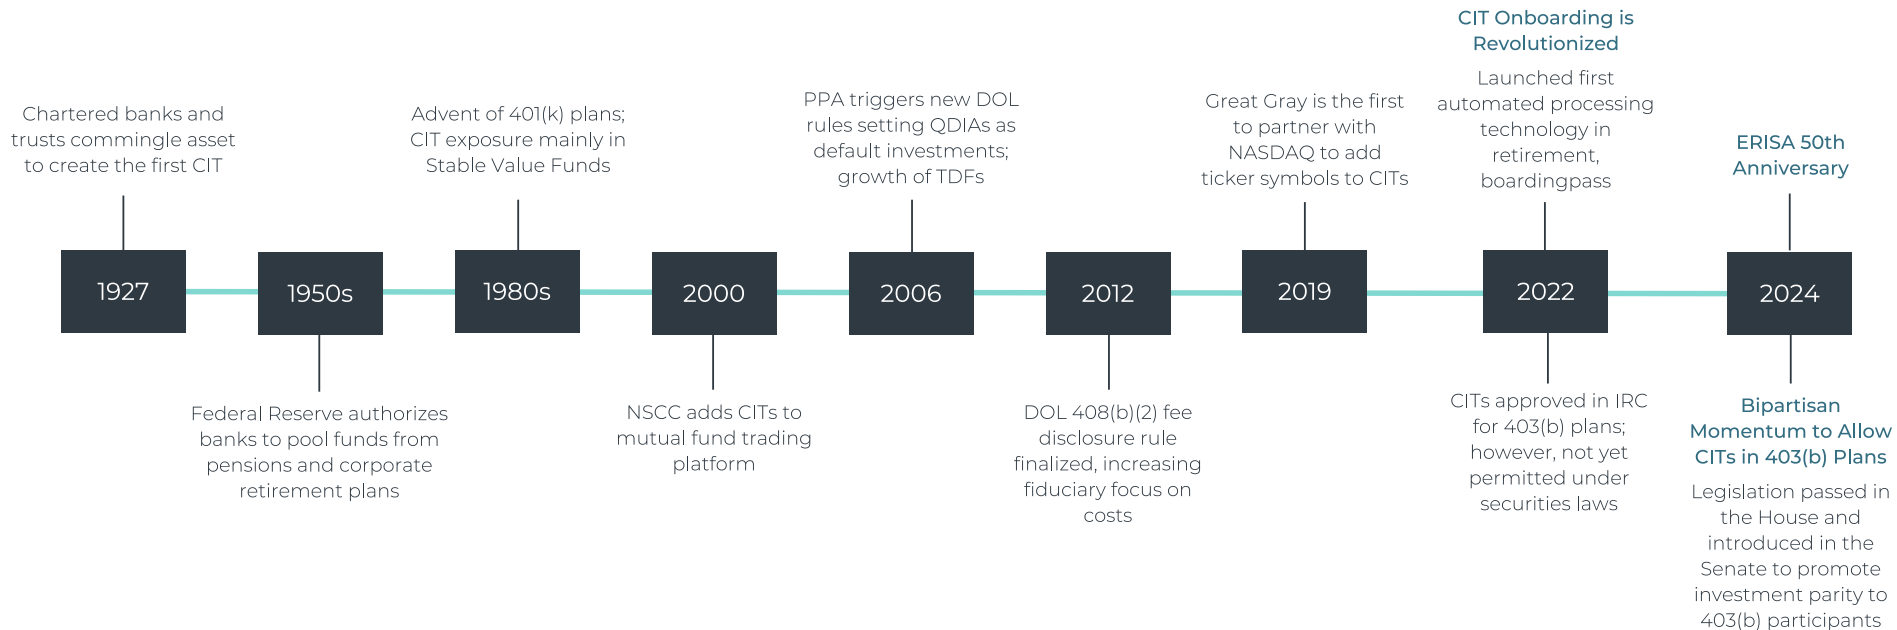 1927
Chartered banks and
trusts commingle asset
to create the first CIT
1950s
Federal Reserve authorizes
banks to pool funds from
pensions and corporate
retirement plans
1980s
Advent of 401(k) plans;
CIT exposure mainly in
Stable Value Funds
2000
NSCC adds CITs to
mutual fund trading
platform
2006
PPA triggers new DOL
rules setting QDIAs as
default investments;
growth of TDFs
2012
DOL 408(b)(2) fee
disclosure rule
finalized, increasing
fiduciary focus on
costs
2019
Great Gray is the first
to partner with
NASDAQ to add
ticker symbols to CITs
2022
CIT Onboarding is
Revolutionized
Launched first
automated processing
technology in
retirement,
boardingpass
CITs approved in IRC
for 403(b) plans;
however, not yet
permitted under
securities laws
2024
ERISA 50th
Anniversary
Bipartisan
Momentum to Allow
CITs in 403(b) Plans
Legislation passed in
the House and
introduced in the
Senate to promote
investment parity to
403(b) participants